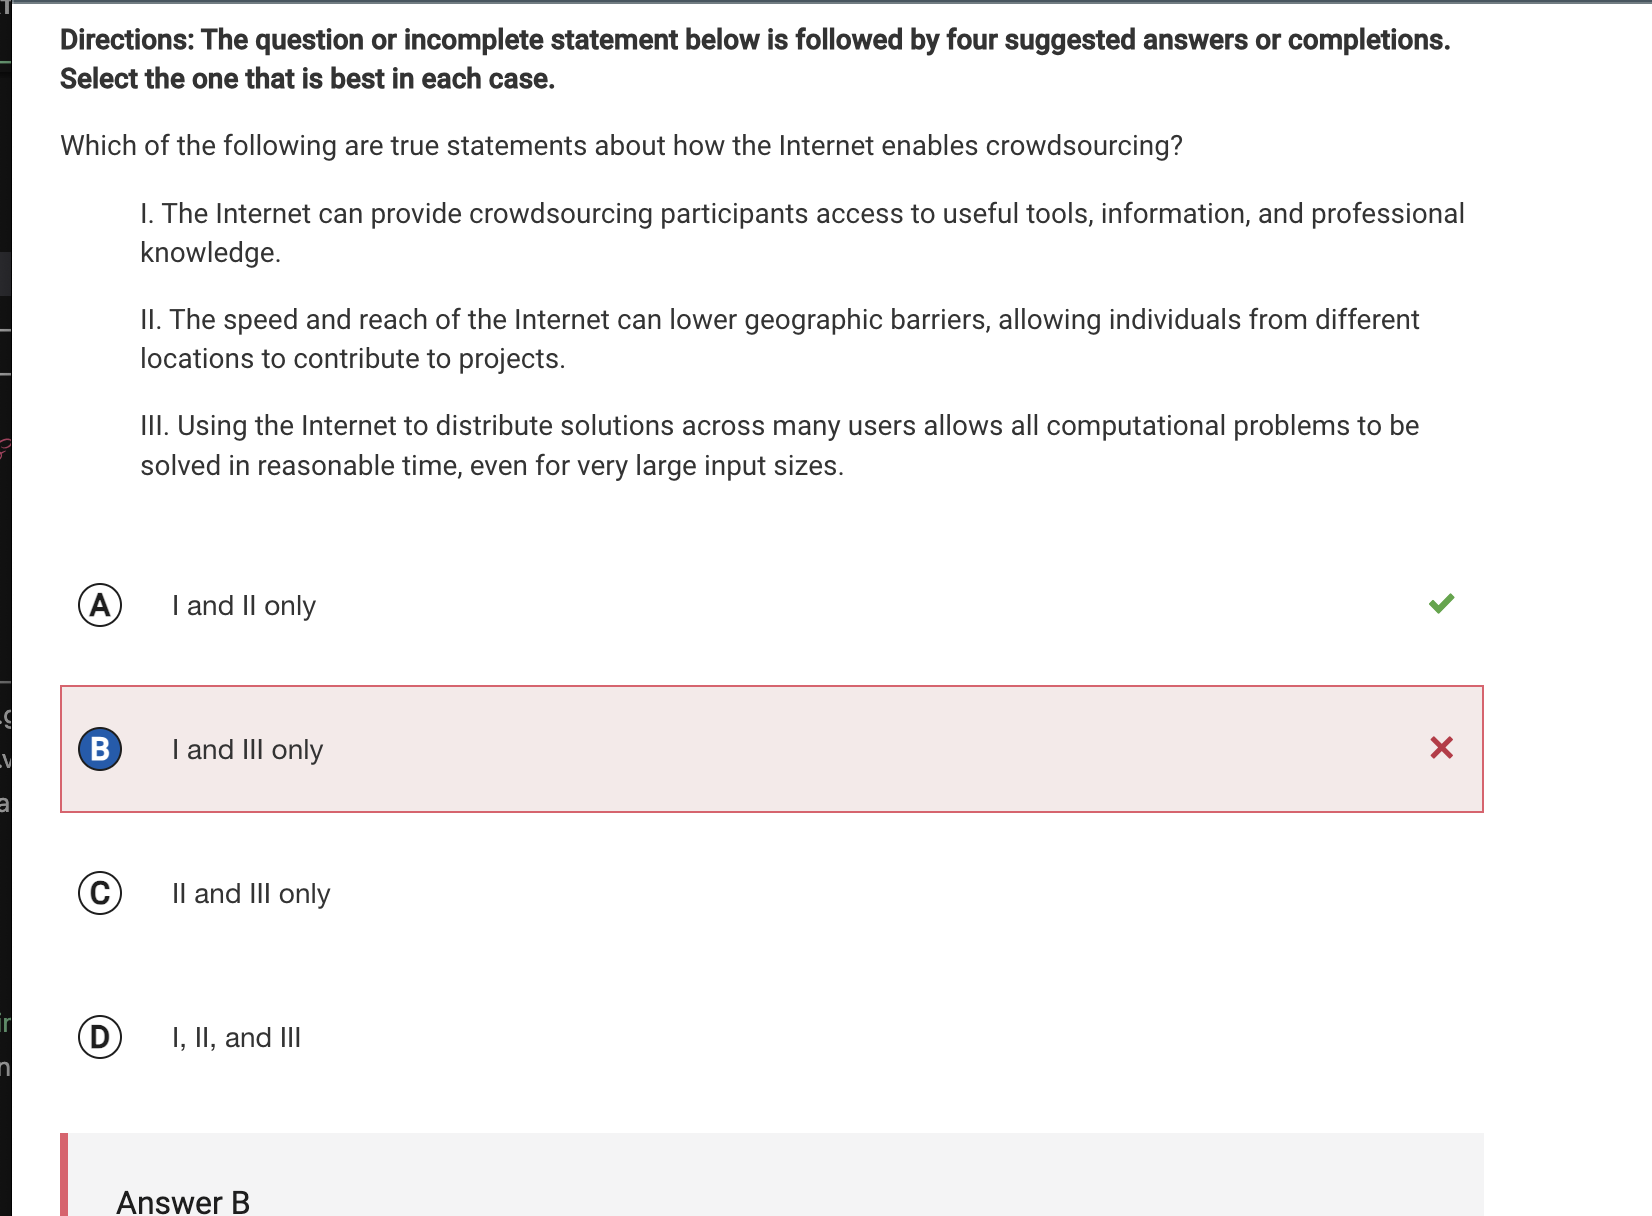 Directions: The question or incomplete statement below is followed by four suggested answers or completions.
Select the one that is best in each case.
Which of the following are true statements about how the Internet enables crowdsourcing?
I. The Internet can provide crowdsourcing participants access to useful tools, information, and professional
knowledge.
II. The speed and reach of the Internet can lower geographic barriers, allowing individuals from different
locations to contribute to projects.
III. Using the Internet to distribute solutions across many users allows all computational problems to be
solved in reasonable time, even for very large input sizes.
A I and II only
B I and III only
C II and III only
D I, II, and III
Answer B